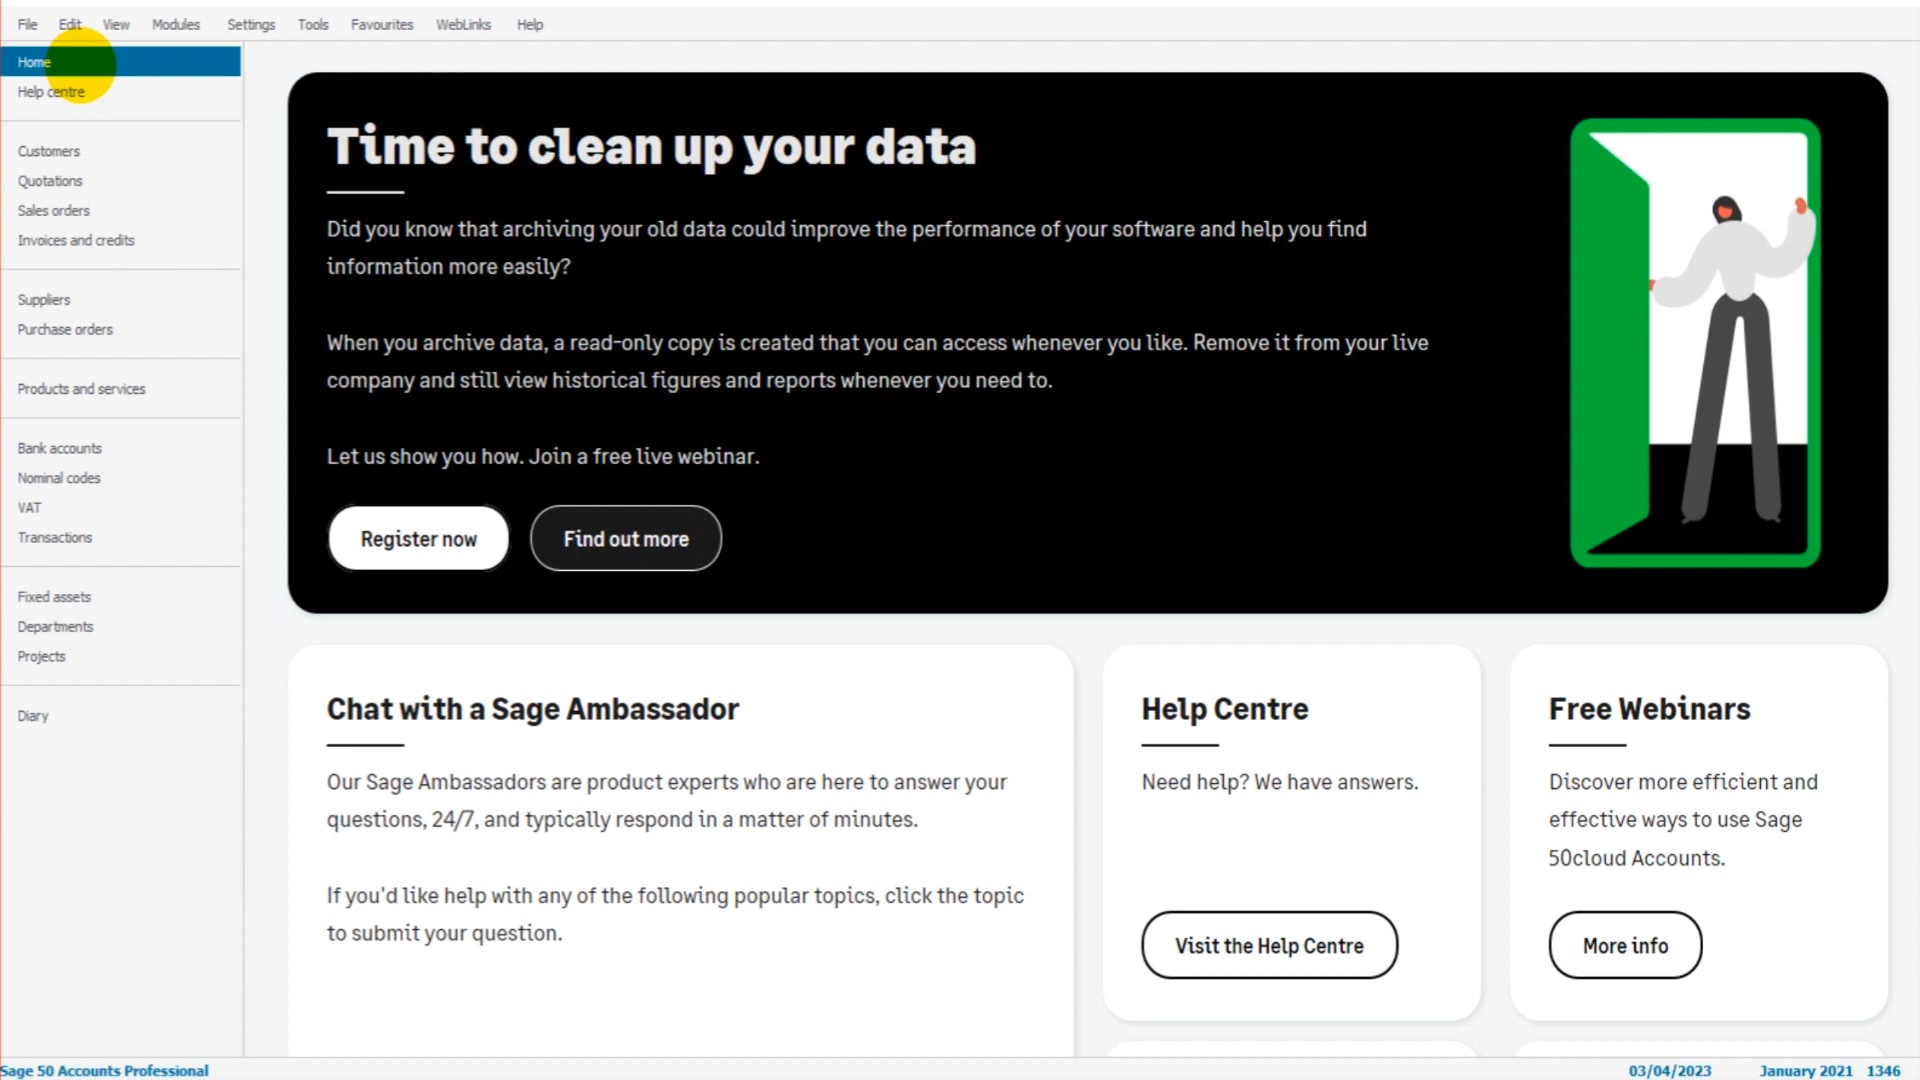 File Edit View Modules Settings Tools Favourites WebLinks Help
Home
Help centre
Customers
Quotations
Sales orders
Invoices and credits
Suppliers
Purchase orders
Products and services
Bank accounts
Nominal codes
VAT
Transactions
Fixed assets
Departments
Projects
Diary
Time to clean up your data
Did you know that archiving your old data could improve the performance of your software and help you find
information more easily?
When you archive data, a read-only copy is created that you can access whenever you like. Remove it from your live
company and still view historical figures and reports whenever you need to.
Let us show you how. Join a free live webinar.
Register now
Find out more
Chat with a Sage Ambassador
Our Sage Ambassadors are product experts who are here to answer your
questions, 24/7, and typically respond in a matter of minutes.
If you'd like help with any of the following popular topics, click the topic
to submit your question.
Help Centre
Need help? We have answers.
Visit the Help Centre
Free Webinars
Discover more efficient and
effective ways to use Sage
50cloud Accounts.
More info
Sage 50 Accounts Professional
03/04/2023 January 2021 1346